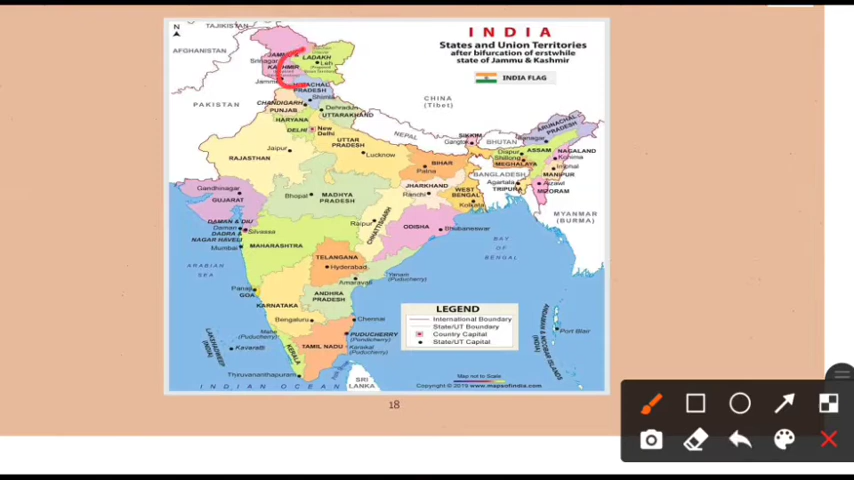 TAJIKISTAN
N
AFGHANISTAN
INDIA
States and Union Territories
after bifurcation of erstwhile
state of Jammu & Kashmir
INDIA FLAG
LADAKH
Leh
Srinagar
Jammu
PRADESH
Shimla
CHINA
(Tibet)
PAKISTAN
CHANDIGARH
PUNJAB
Dehradun
UTTARAKHAND
HARYANA
DELHI
New
Delhi
NEPAL
SIKKIM
Gangtok
BHUTAN
ARUNACHAL
PRADESH
Itanagar
RAJASTHAN
Jaipur
UTTAR
PRADESH
Lucknow
BIHAR
Patna
ASSAM
Dispur
Shillong
MEGHALAYA
NAGALAND
Kohima
Imphal
MANIPUR
BANGLADESH
Agartala
TRIPURA
Aizawl
MIZORAM
Gandhinagar
GUJARAT
Bhopal
MADHYA
PRADESH
JHARKHAND
Ranchi
WEST
BENGAL
Kolkata
MYANMAR
(BURMA)
DAMAN & DIU
Daman
DADRA &
NAGAR HAVELI
Silvassa
Mumbai
MAHARASHTRA
Raipur
CHHATTISGARH
ODISHA
Bhubaneswar
ARABIAN
SEA
BAY
OF
BENGAL
TELANGANA
Hyderabad
Yanam
(Puducherry)
Amaravati
Panaji
GOA
KARNATAKA
ANDHRA
PRADESH
Bengaluru
Chennai
Mahe
(Puducherry)
PUDUCHERRY
(Pondicherry)
Karaikal
(Puducherry)
KERALA
TAMIL NADU
LAKSHADWEEP
(INDIA)
Kavaratti
Thiruvananthapuram
SRI
LANKA
INDIAN OCEAN
ANDAMAN & NICOBAR ISLANDS
(INDIA)
Port Blair
LEGEND
International Boundary
State/UT Boundary
Country Capital
State/UT Capital
Map not to Scale
Copyright © 2019 www.mapsofindia.com
18